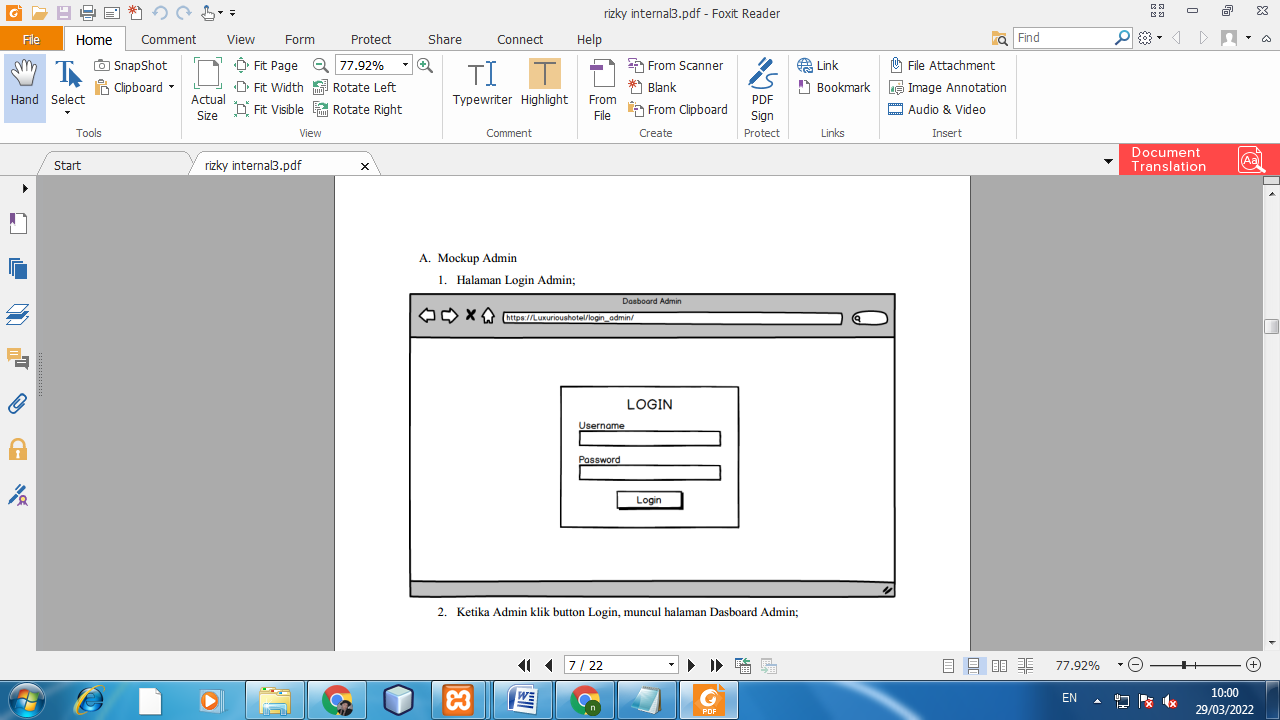 rizky internal3.pdf - Foxit Reader
File Home Comment View Form Protect Share Connect Help Find
Hand
Select
SnapShot
Clipboard
Tools
Actual Size
Fit Page
Fit Width
Fit Visible
77.92%
Rotate Left
Rotate Right
View
Typewriter
Highlight
Comment
From File
From Scanner
Blank
From Clipboard
Create
PDF Sign
Protect
Link
Bookmark
Links
File Attachment
Image Annotation
Audio & Video
Insert
Start
rizky internal3.pdf
Document
Translation
Aa
A. Mockup Admin
1. Halaman Login Admin;
Dasboard Admin
https://Luxurioushotel/login_admin/
LOGIN
Username
Password
Login
2. Ketika Admin klik button Login, muncul halaman Dasboard Admin;
7 / 22
77.92%
W
n
PDF
EN
10:00
29/03/2022